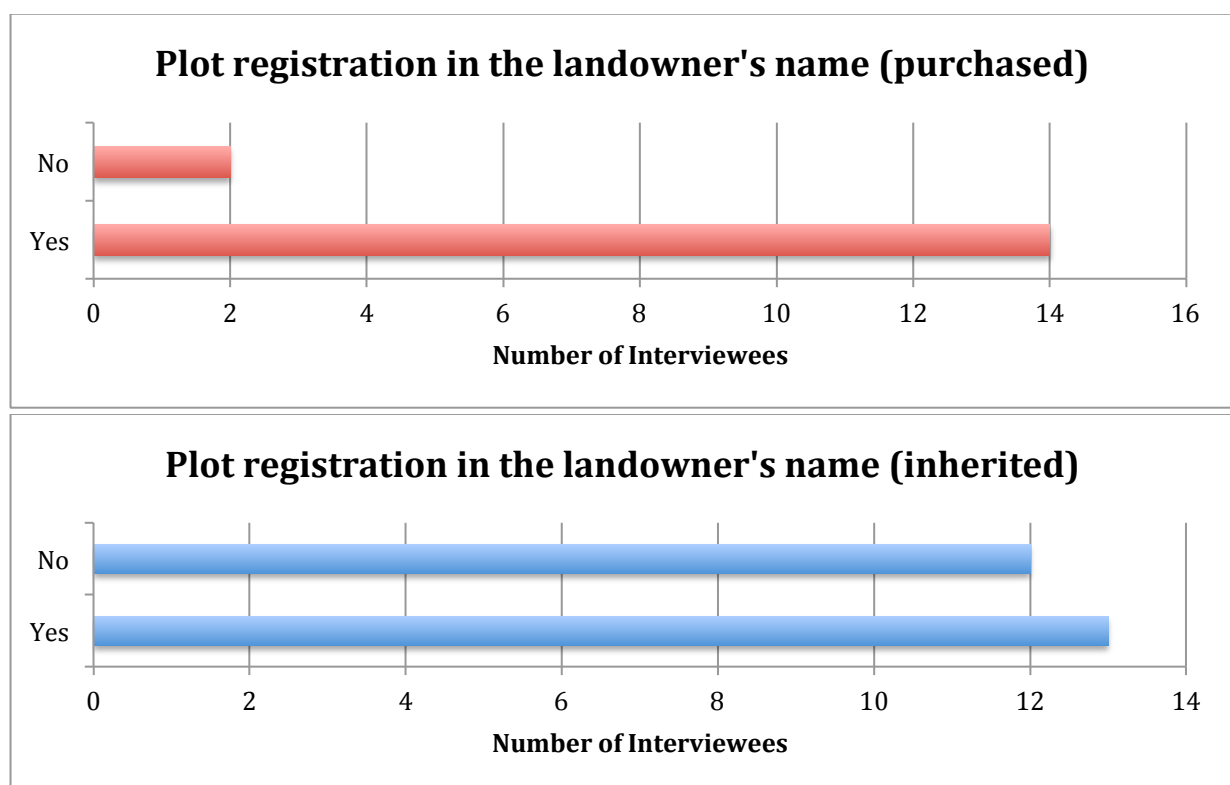 Plot registration in the landowner's name (purchased)
No
Yes
0 2 4 6 8 10 12 14 16
Number of Interviewees
Plot registration in the landowner's name (inherited)
No
Yes
0 2 4 6 8 10 12 14
Number of Interviewees